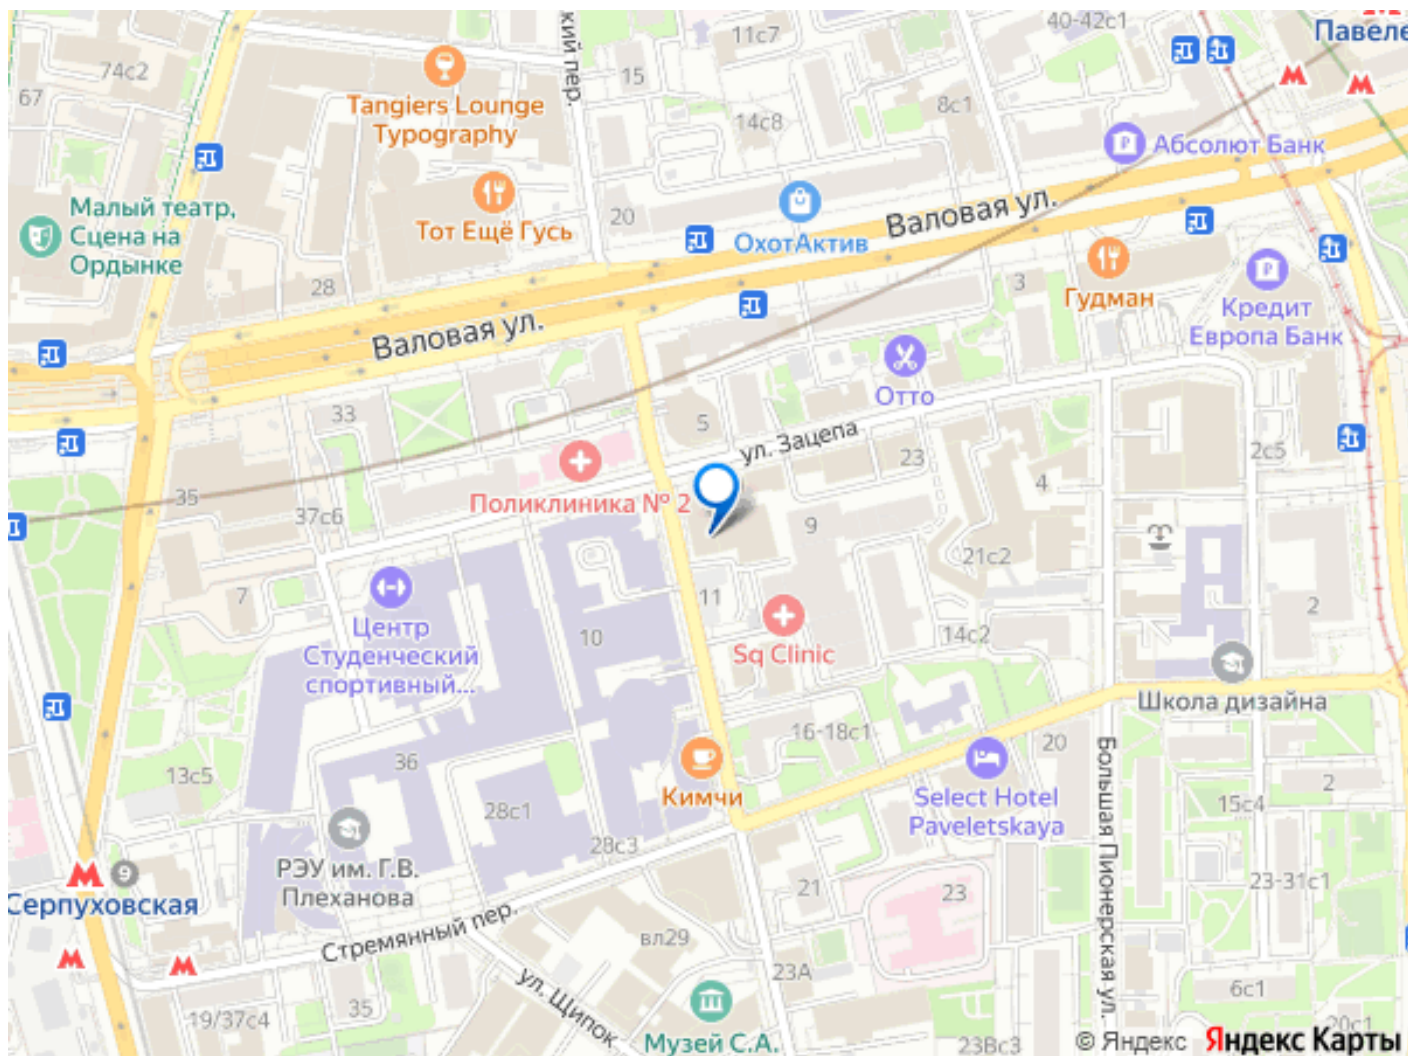 40-42с1
Павеле
11с7
кий пер.
74с2
15
67
Tangiers Lounge
Typography
8с1
14с8
Абсолют Банк
Малый театр,
Сцена на
Ордынке
Тот Ещё Гусь
20
Валовая ул.
ОхотАктив
28
3
Гудман
Кредит
Европа Банк
Валовая ул.
Отто
33
5
ул. Зацепа
23
2с5
4
35
37с6
Поликлиника № 2
9
21с2
7
11
2
Центр
Студенческий
спортивный...
10
14с2
Sq Clinic
Школа дизайна
16-18с1
20
36
13с5
Кимчи
Select Hotel
Paveletskaya
Большая Пионерская ул.
2
15с4
28с1
28с3
РЭУ им. Г.В.
Плеханова
9
Серпуховская
21
23
23-31с1
Стремянный пер.
вл29
23А
ул. Щипок
6с1
35
19/37с4
Музей С.А.
23Вс3
20с1
© Яндекс Яндекс Карты